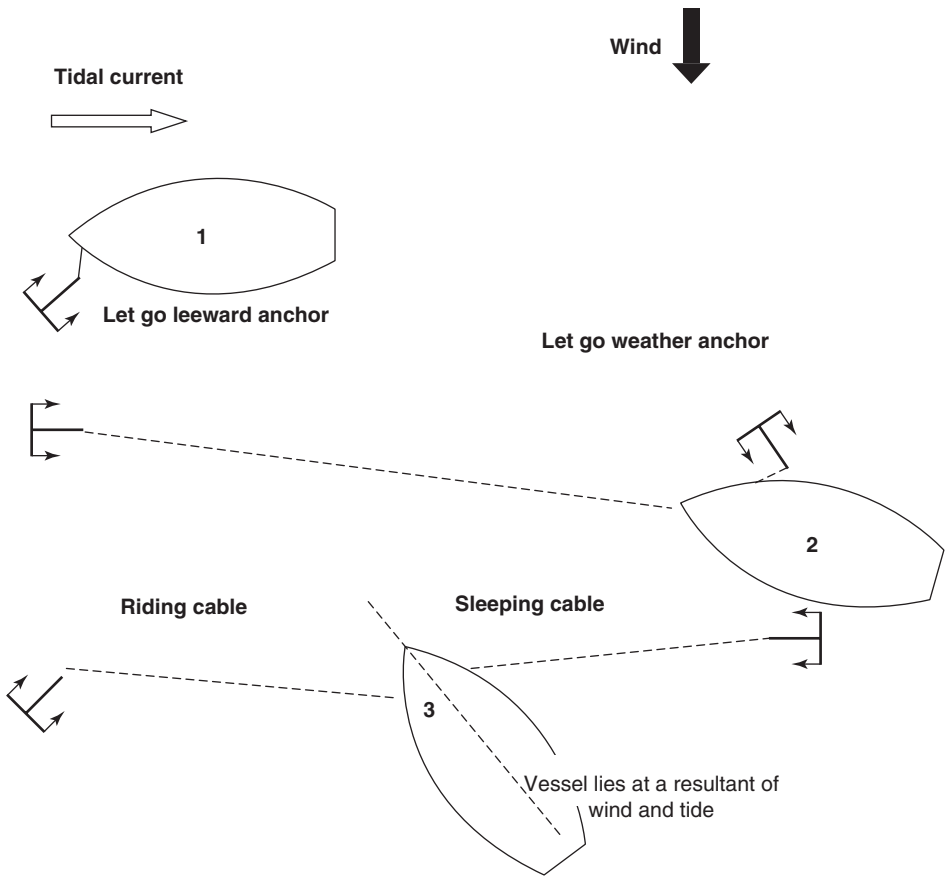 Wind
Tidal current
1
Let go leeward anchor
Let go weather anchor
2
Riding cable
Sleeping cable
3
Vessel lies at a resultant of
wind and tide